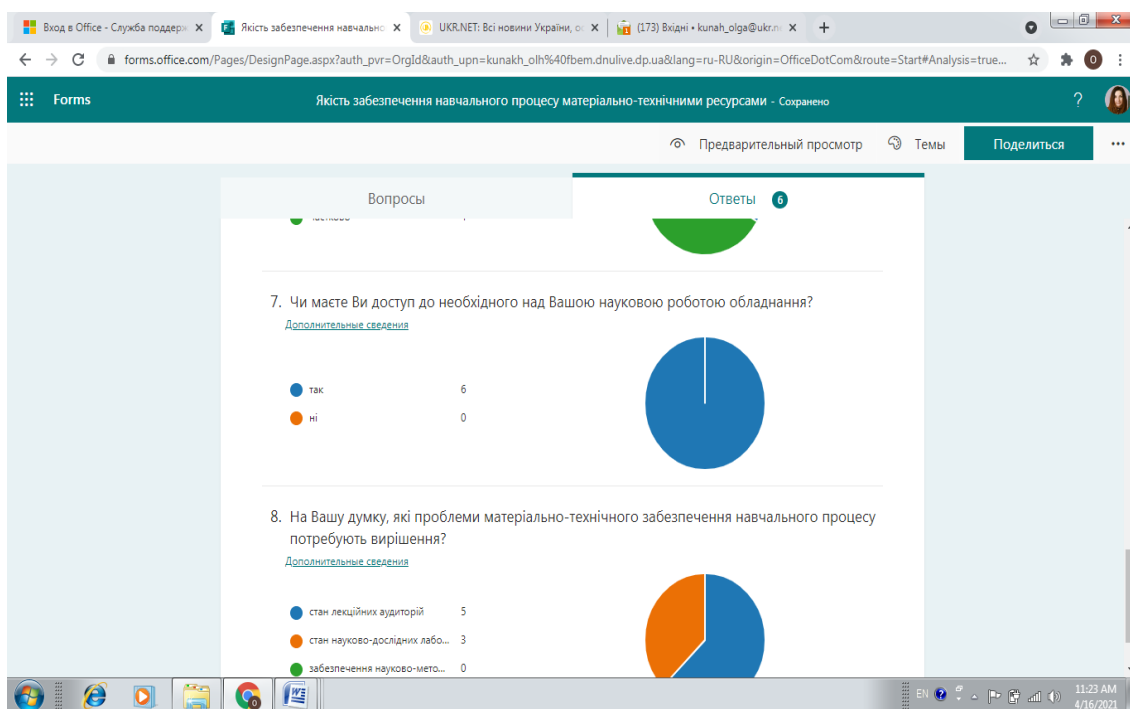 Вход в Office - Служба поддерж
Якість забезпечення навчально
UKR.NET: Всі новини України, ос
(173) Вхідні • kunah_olga@ukr.n
forms.office.com/Pages/DesignPage.aspx?auth_pvr=OrgId&auth_upn=kunakh_olh%40fbem.dnulive.dp.ua&lang=ru-RU&origin=OfficeDotCom&route=Start#Analysis=true...
O
Forms
Якість забезпечення навчального процесу матеріально-технічними ресурсами - Сохранено
?
Предварительный просмотр
Темы
Поделиться
Вопросы
Ответы 6
7. Чи маєте Ви доступ до необхідного над Вашою науковою роботою обладнання?
Дополнительные сведения
так 6
ні 0
8. На Вашу думку, які проблеми матеріально-технічного забезпечення навчального процесу
потребують вирішення?
Дополнительные сведения
стан лекційних аудиторій 5
стан науково-дослідних лабо... 3
забезпечення науково-мето... 0
EN
11:23 AM
4/16/2021